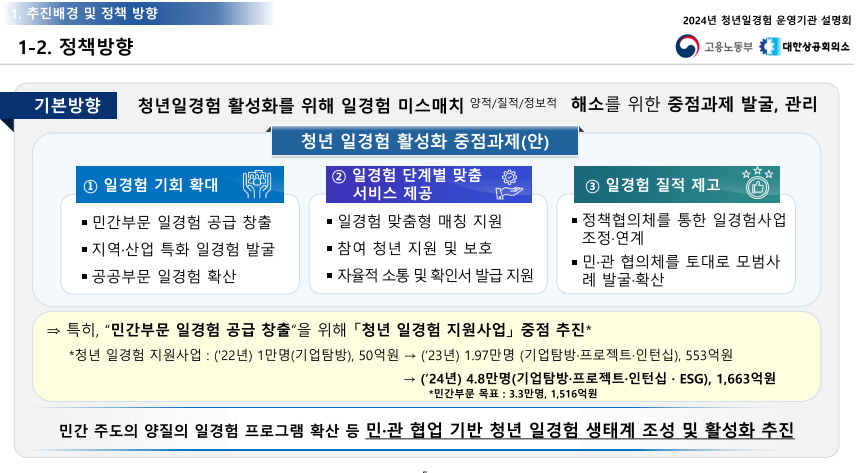 1. 추진배경 및 정책 방향
2024년 청년일경험 운영기관 설명회
1-2. 정책방향
고용노동부 대한상공회의소
기본방향 청년일경험 활성화를 위해 일경험 미스매치 양적/질적/정보적 해소를 위한 중점과제 발굴, 관리
청년 일경험 활성화 중점과제(안)
① 일경험 기회 확대
▪ 민간부문 일경험 공급 창출
▪ 지역·산업 특화 일경험 발굴
▪ 공공부문 일경험 확산
② 일경험 단계별 맞춤
서비스 제공
▪ 일경험 맞춤형 매칭 지원
▪ 참여 청년 지원 및 보호
▪ 자율적 소통 및 확인서 발급 지원
③ 일경험 질적 제고
▪ 정책협의체를 통한 일경험사업
조정·연계
▪ 민·관 협의체를 토대로 모범사
례 발굴·확산
⇒ 특히, “민간부문 일경험 공급 창출”을 위해 「청년 일경험 지원사업」 중점 추진*
*청년 일경험 지원사업 : (’22년) 1만명(기업탐방), 50억원 → (’23년) 1.97만명 (기업탐방·프로젝트·인턴십), 553억원
→ (’24년) 4.8만명(기업탐방·프로젝트·인턴십 · ESG), 1,663억원
*민간부문 목표 : 3.3만명, 1,516억원
민간 주도의 양질의 일경험 프로그램 확산 등 민·관 협업 기반 청년 일경험 생태계 조성 및 활성화 추진